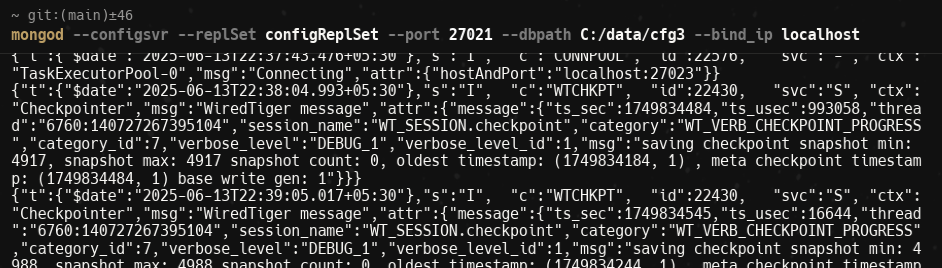 ~ git:(main)±46
mongod --configsvr --replSet configReplSet --port 27021 --dbpath C:/data/cfg3 --bind_ip localhost
{"t":{"$date":"2025-06-13T22:37:43.476+05:30"},"s":"I",  "c":"CONNPOOL",  "id":22576,   "svc":"-", "ctx":
"TaskExecutorPool-0","msg":"Connecting","attr":{"hostAndPort":"localhost:27023"}}
{"t":{"$date":"2025-06-13T22:38:04.993+05:30"},"s":"I",  "c":"WTCHKPT",  "id":22430,   "svc":"S", "ctx":
"Checkpointer","msg":"WiredTiger message","attr":{"message":{"ts_sec":1749834484,"ts_usec":993058,"threa
d":"6760:140727267395104","session_name":"WT_SESSION.checkpoint","category":"WT_VERB_CHECKPOINT_PROGRESS
","category_id":7,"verbose_level":"DEBUG_1","verbose_level_id":1,"msg":"saving checkpoint snapshot min:
4917, snapshot max: 4917 snapshot count: 0, oldest timestamp: (1749834184, 1) , meta checkpoint timestam
p: (1749834484, 1) base write gen: 1"}}}
{"t":{"$date":"2025-06-13T22:39:05.017+05:30"},"s":"I",  "c":"WTCHKPT",  "id":22430,   "svc":"S", "ctx":
"Checkpointer","msg":"WiredTiger message","attr":{"message":{"ts_sec":1749834545,"ts_usec":16644,"thread
":"6760:140727267395104","session_name":"WT_SESSION.checkpoint","category":"WT_VERB_CHECKPOINT_PROGRESS"
,"category_id":7,"verbose_level":"DEBUG_1","verbose_level_id":1,"msg":"saving checkpoint snapshot min: 4
988, snapshot max: 4988 snapshot count: 0, oldest timestamp: (1749834244, 1) , meta checkpoint timestam